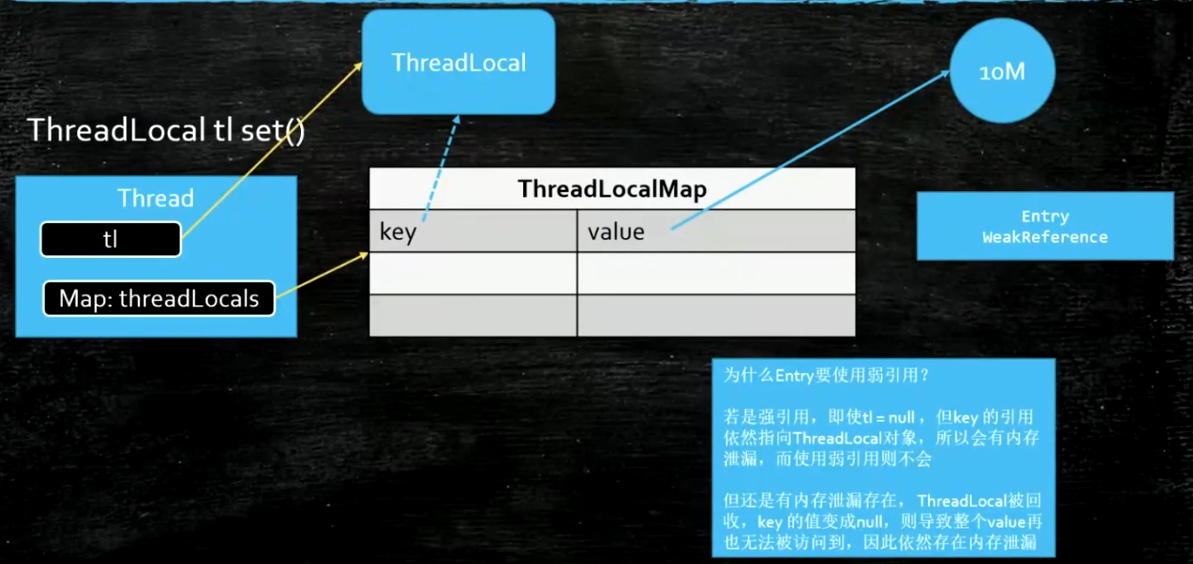 ThreadLocal
10M
ThreadLocal tl set()
Thread
tl
Map: threadLocals
ThreadLocalMap
key
value
Entry
WeakReference
为什么Entry要使用弱引用？
若是强引用，即使tl = null ，但key 的引用
依然指向ThreadLocal对象，所以会有内存
泄漏，而使用弱引用则不会
但还是有内存泄漏存在，ThreadLocal被回
收，key 的值变成null，则导致整个value再
也无法被访问到，因此依然存在内存泄漏